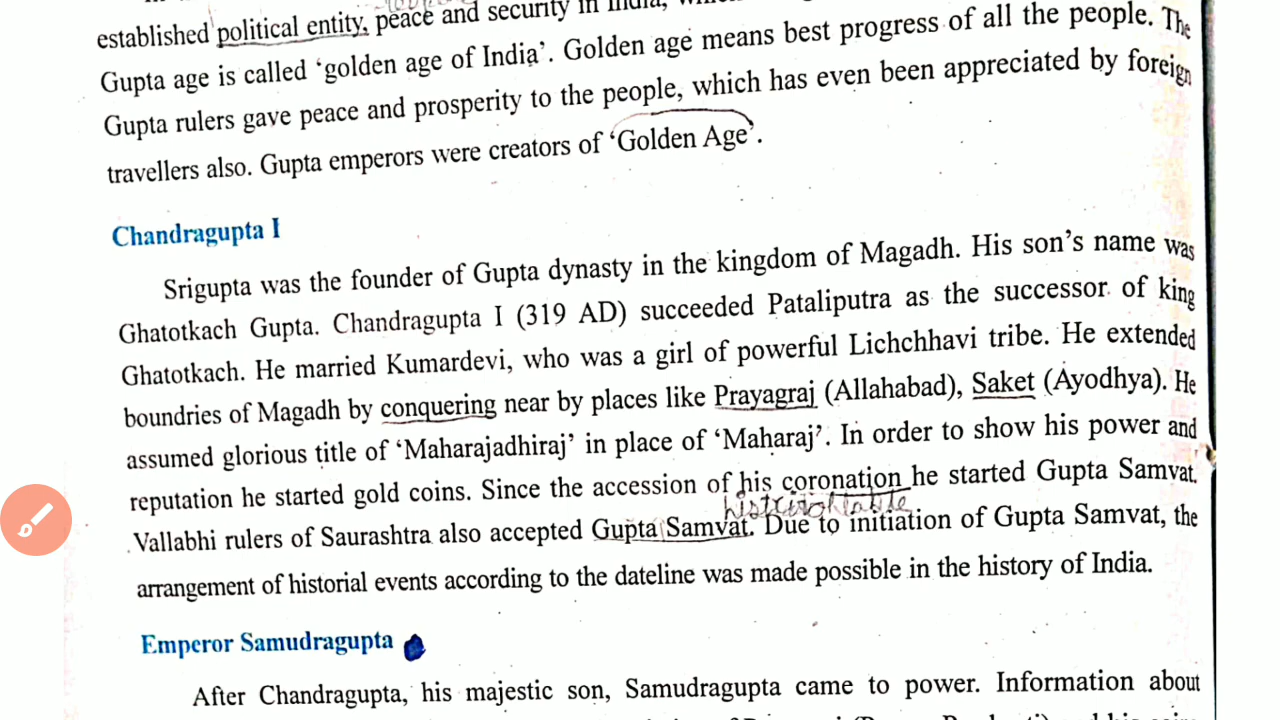 established political entity, peace and security in India,
Gupta age is called ‘golden age of India’. Golden age means best progress of all the people. The
Gupta rulers gave peace and prosperity to the people, which has even been appreciated by foreign
travellers also. Gupta emperors were creators of ‘Golden Age’.
Chandragupta I
Srigupta was the founder of Gupta dynasty in the kingdom of Magadh. His son’s name was
Ghatotkach Gupta. Chandragupta I (319 AD) succeeded Pataliputra as the successor of king
Ghatotkach. He married Kumardevi, who was a girl of powerful Lichchhavi tribe. He extended
boundries of Magadh by conquering near by places like Prayagraj (Allahabad), Saket (Ayodhya). He
assumed glorious title of ‘Maharajadhiraj’ in place of ‘Maharaj’. In order to show his power and
reputation he started gold coins. Since the accession of his coronation he started Gupta Samvat.
Vallabhi rulers of Saurashtra also accepted Gupta Samvat. Due to initiation of Gupta Samvat, the
arrangement of historial events according to the dateline was made possible in the history of India.
Emperor Samudragupta
After Chandragupta, his majestic son, Samudragupta came to power. Information about